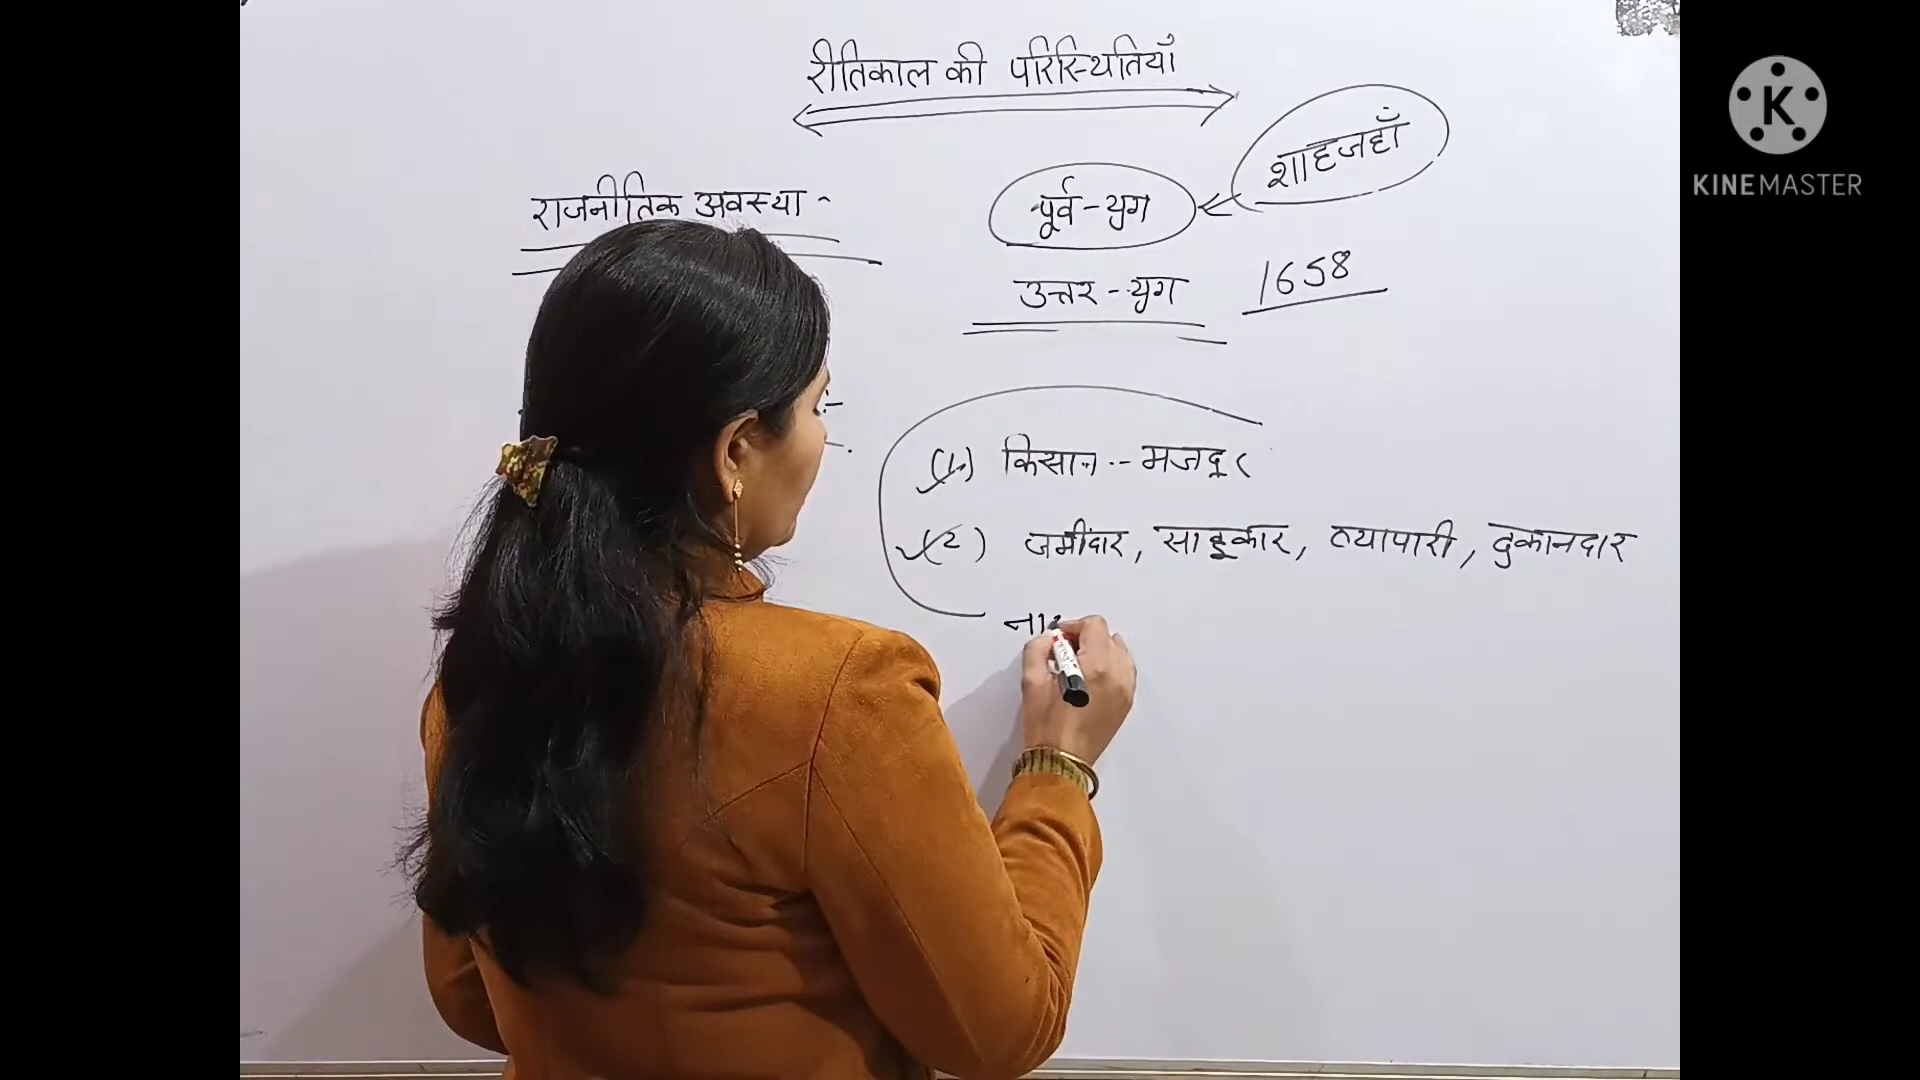 रीतिकाल की परिस्थितियाँ
राजनीतिक अवस्था -
पूर्व-युग
शाहजहाँ
उत्तर-युग 1658
(1.) किसान-मजदूर
(2) जमींदार, साहूकार, व्यापारी, दुकानदार
K
KINEMASTER